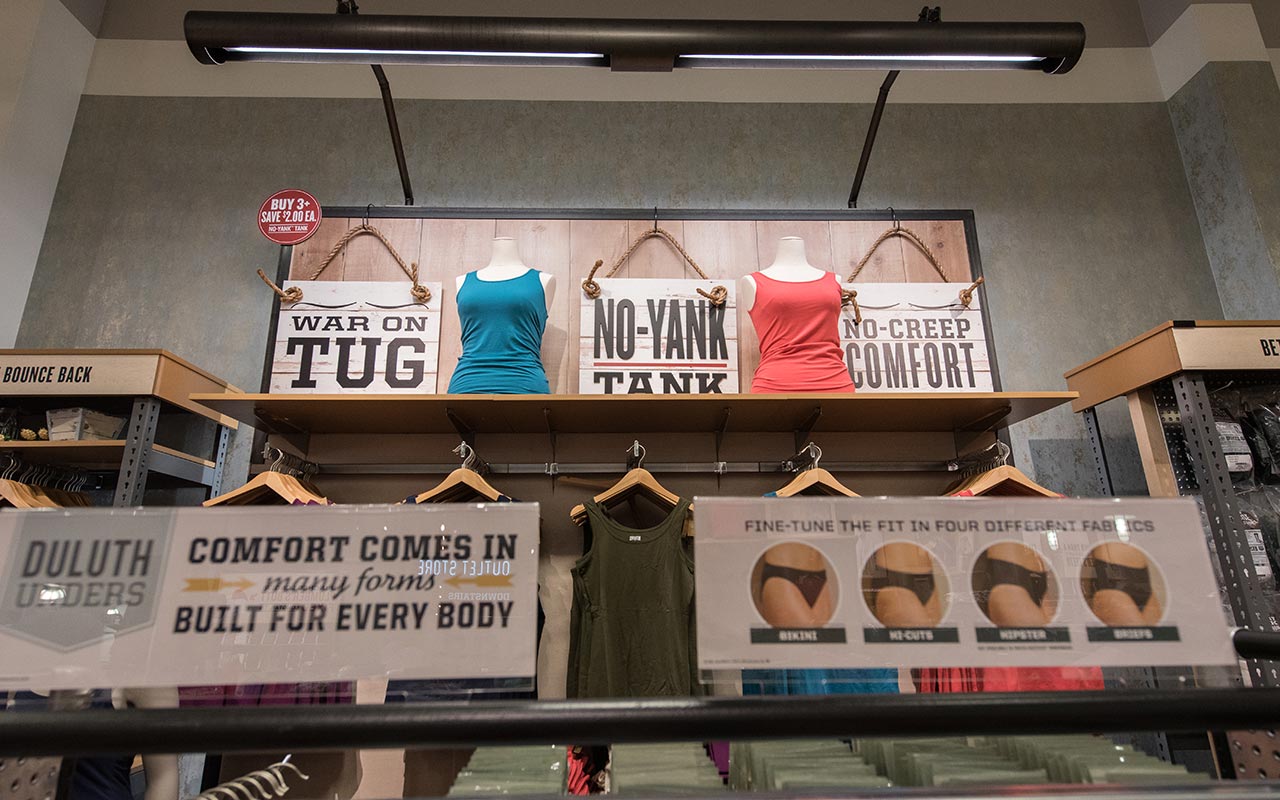 BUY 3+
SAVE $2.00 EA.
NO-YANK™ TANK
WAR ON
TUG
NO-YANK
TANK
NO-CREEP
COMFORT
BOUNCE BACK
DULUTH
UNDERS
COMFORT COMES IN
many forms
BUILT FOR EVERY BODY
OUTLET STORE
DOWNSTAIRS
FINE-TUNE THE FIT IN FOUR DIFFERENT FABRICS
BIKINI
HI-CUTS
HIPSTER
BRIEFS
DULUTH